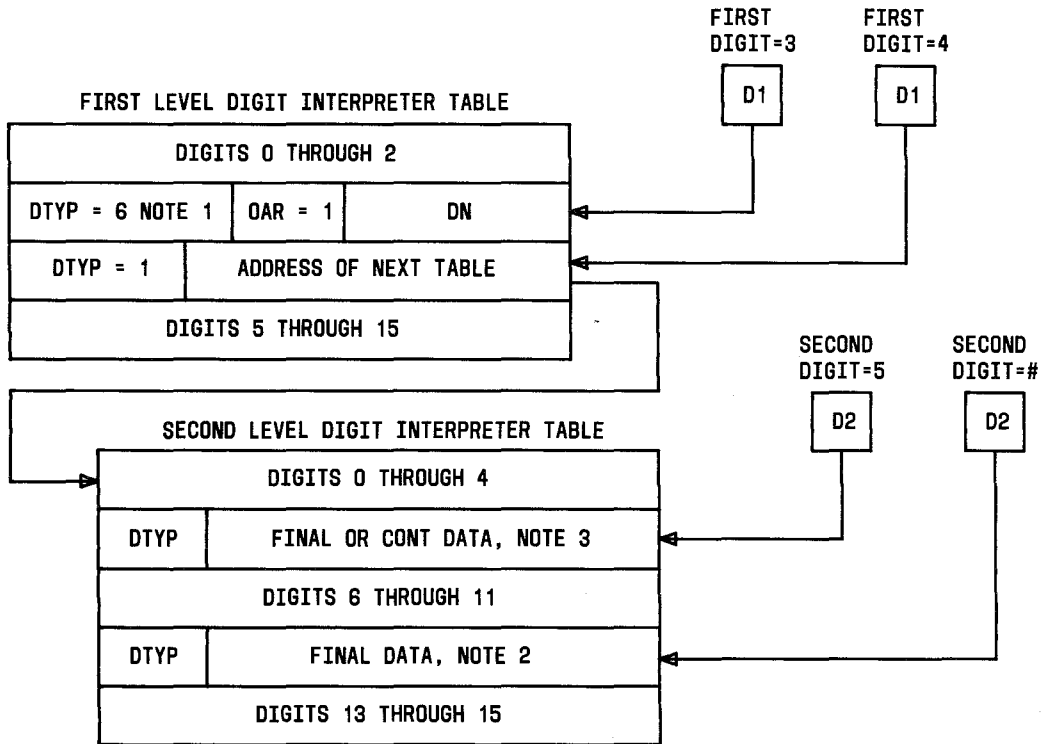 FIRST DIGIT=3
FIRST DIGIT=4
D1
D1
FIRST LEVEL DIGIT INTERPRETER TABLE
DIGITS 0 THROUGH 2
DTYP = 6 NOTE 1 OAR = 1 DN
DTYP = 1 ADDRESS OF NEXT TABLE
DIGITS 5 THROUGH 15
SECOND DIGIT=5
SECOND DIGIT=#
D2
D2
SECOND LEVEL DIGIT INTERPRETER TABLE
DIGITS 0 THROUGH 4
DTYP FINAL OR CONT DATA, NOTE 3
DIGITS 6 THROUGH 11
DTYP FINAL DATA, NOTE 2
DIGITS 13 THROUGH 15